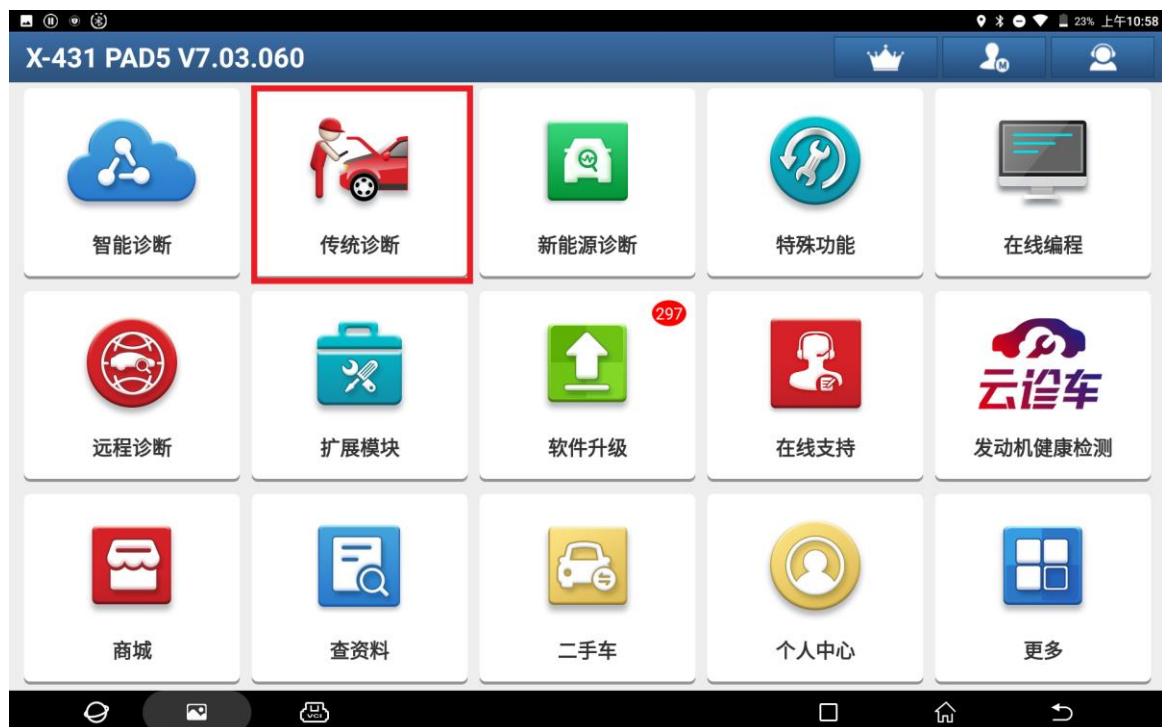 23% 上午10:58
X-431 PAD5 V7.03.060
M
智能诊断
传统诊断
新能源诊断
特殊功能
在线编程
297
云诊车
远程诊断
扩展模块
软件升级
在线支持
发动机健康检测
商城
查资料
二手车
个人中心
更多
VCI